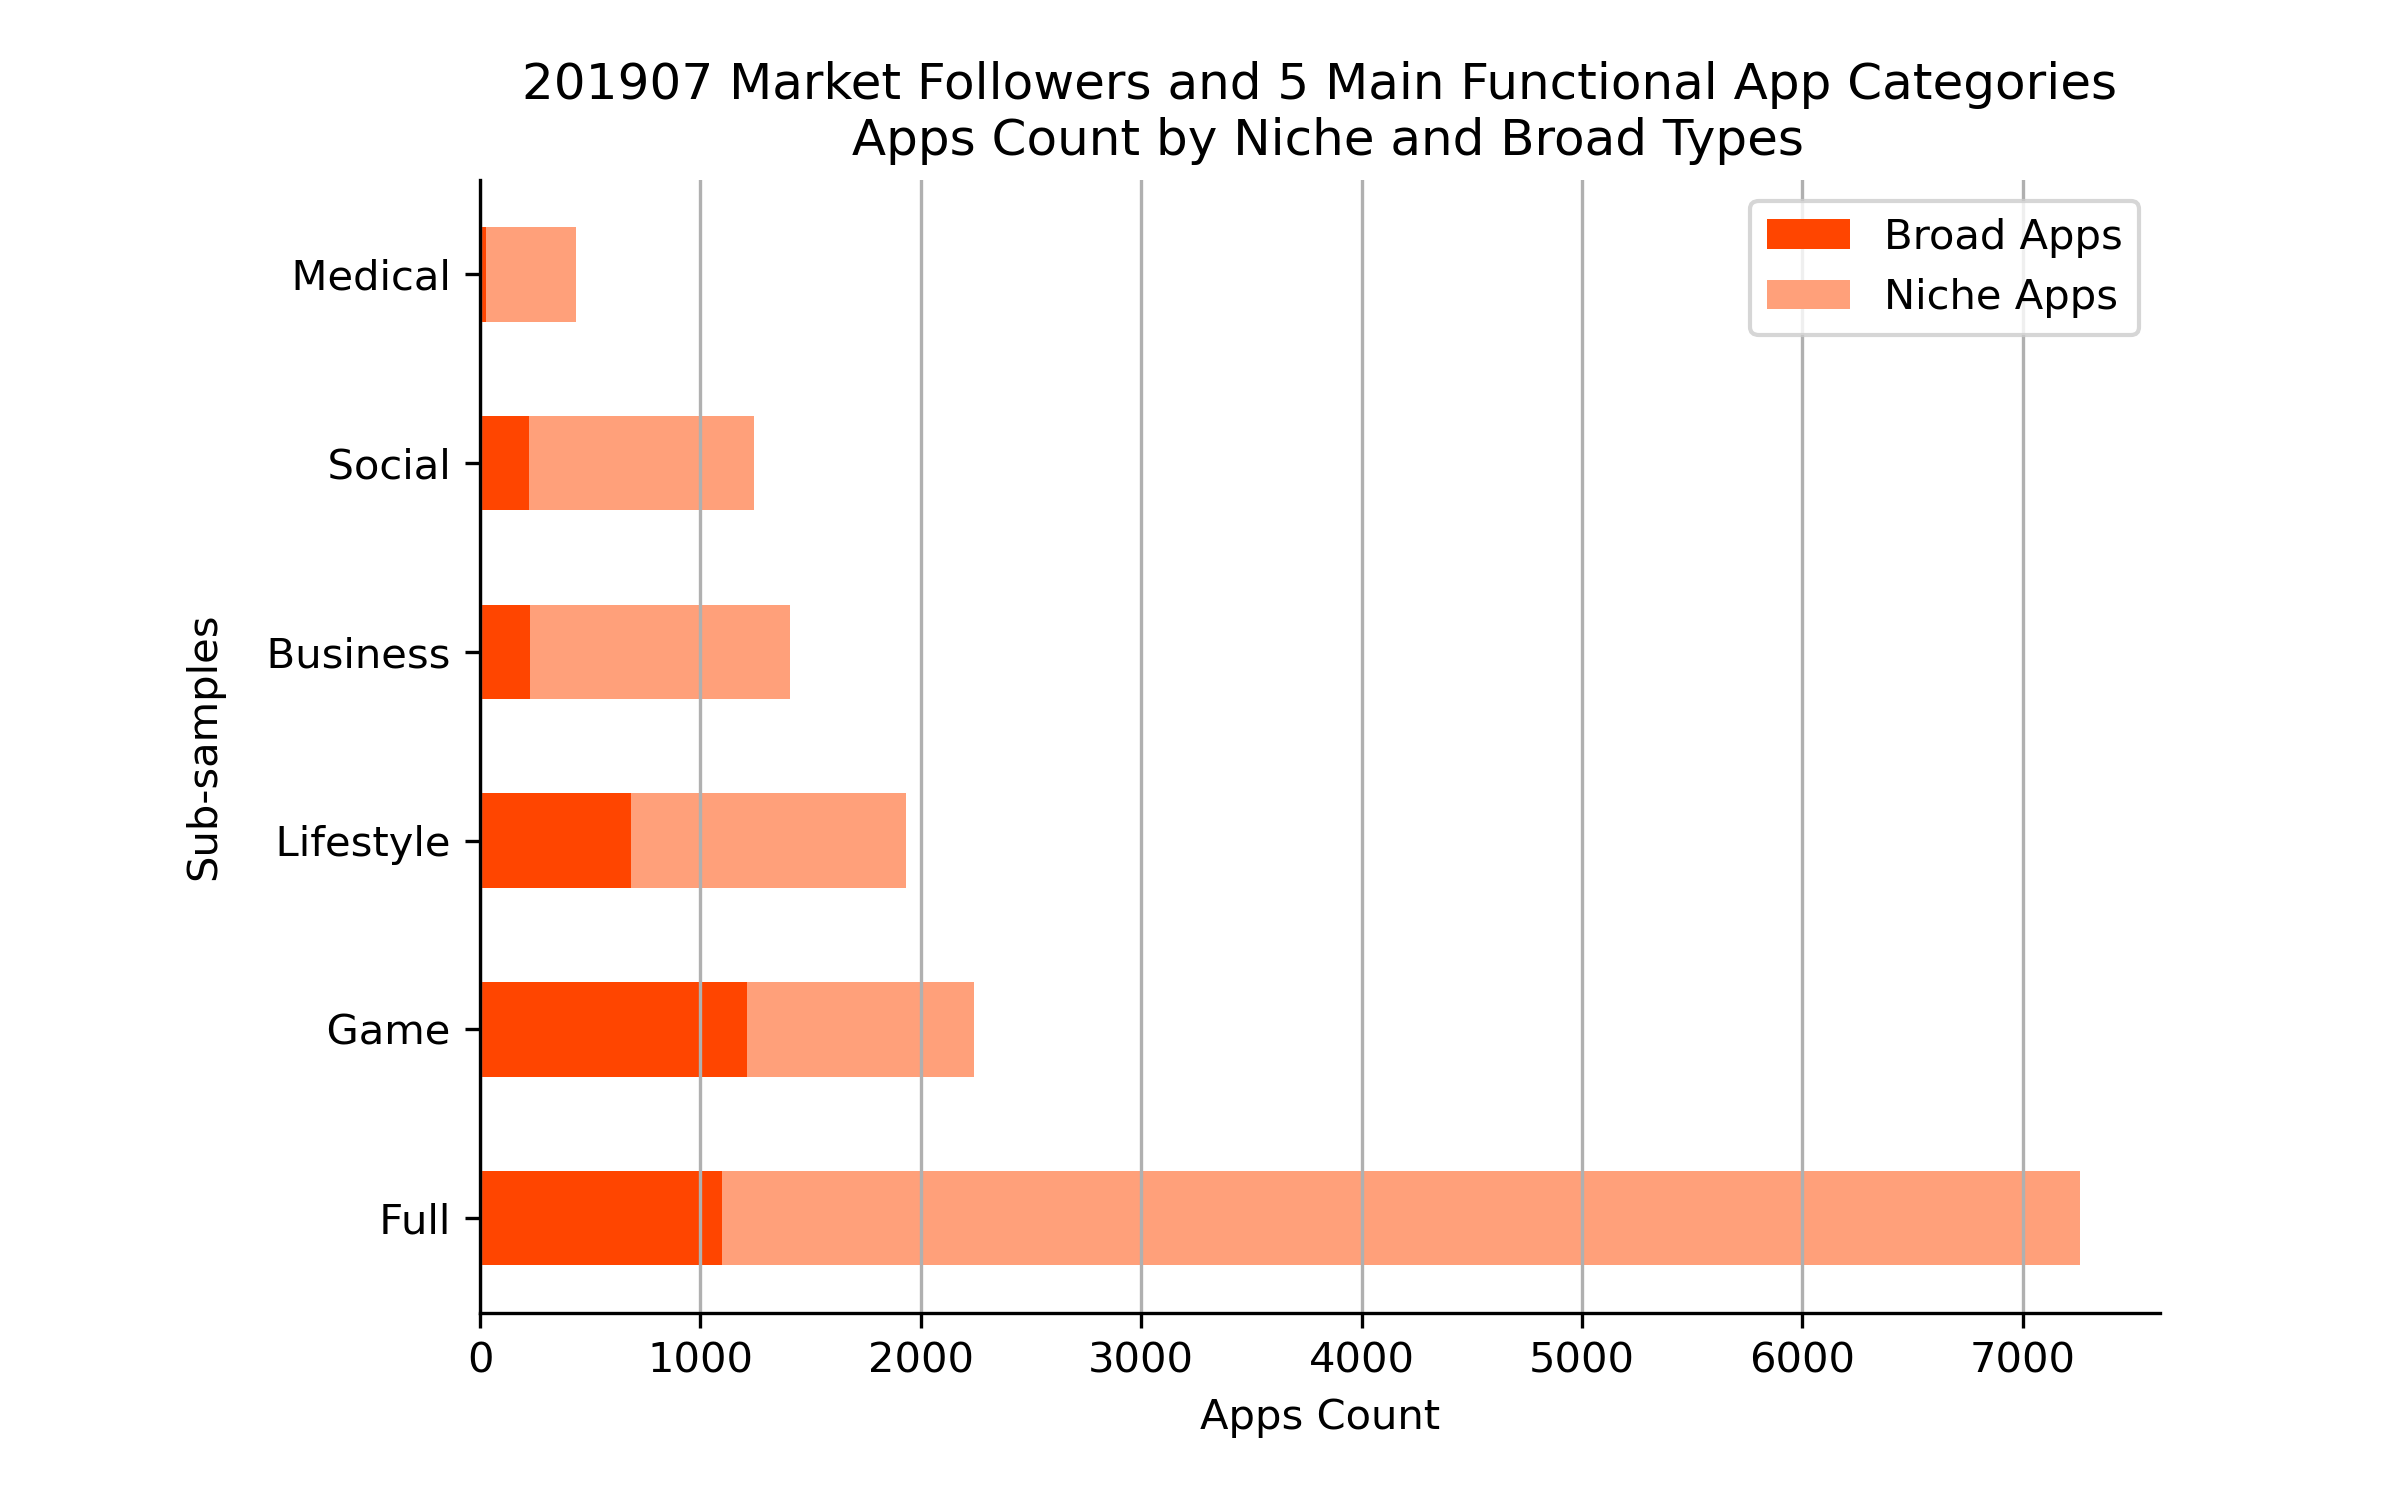 201907 Market Followers and 5 Main Functional App Categories
Apps Count by Niche and Broad Types
Broad Apps
Niche Apps
Sub-samples
Medical
Social
Business
Lifestyle
Game
Full
0 1000 2000 3000 4000 5000 6000 7000
Apps Count